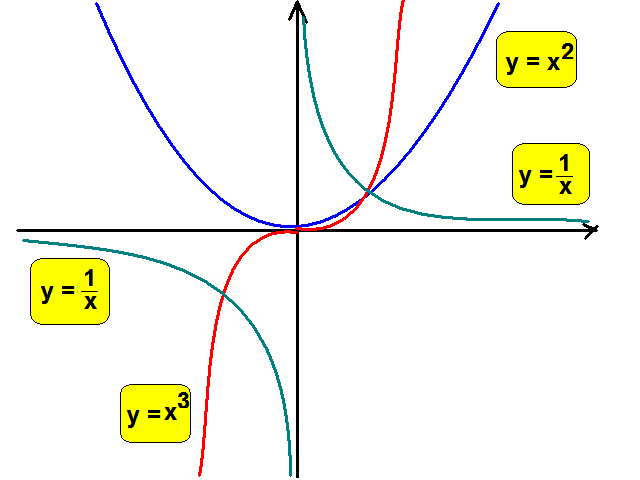 y = x²
y = 1/x
y = 1/x
y = x³